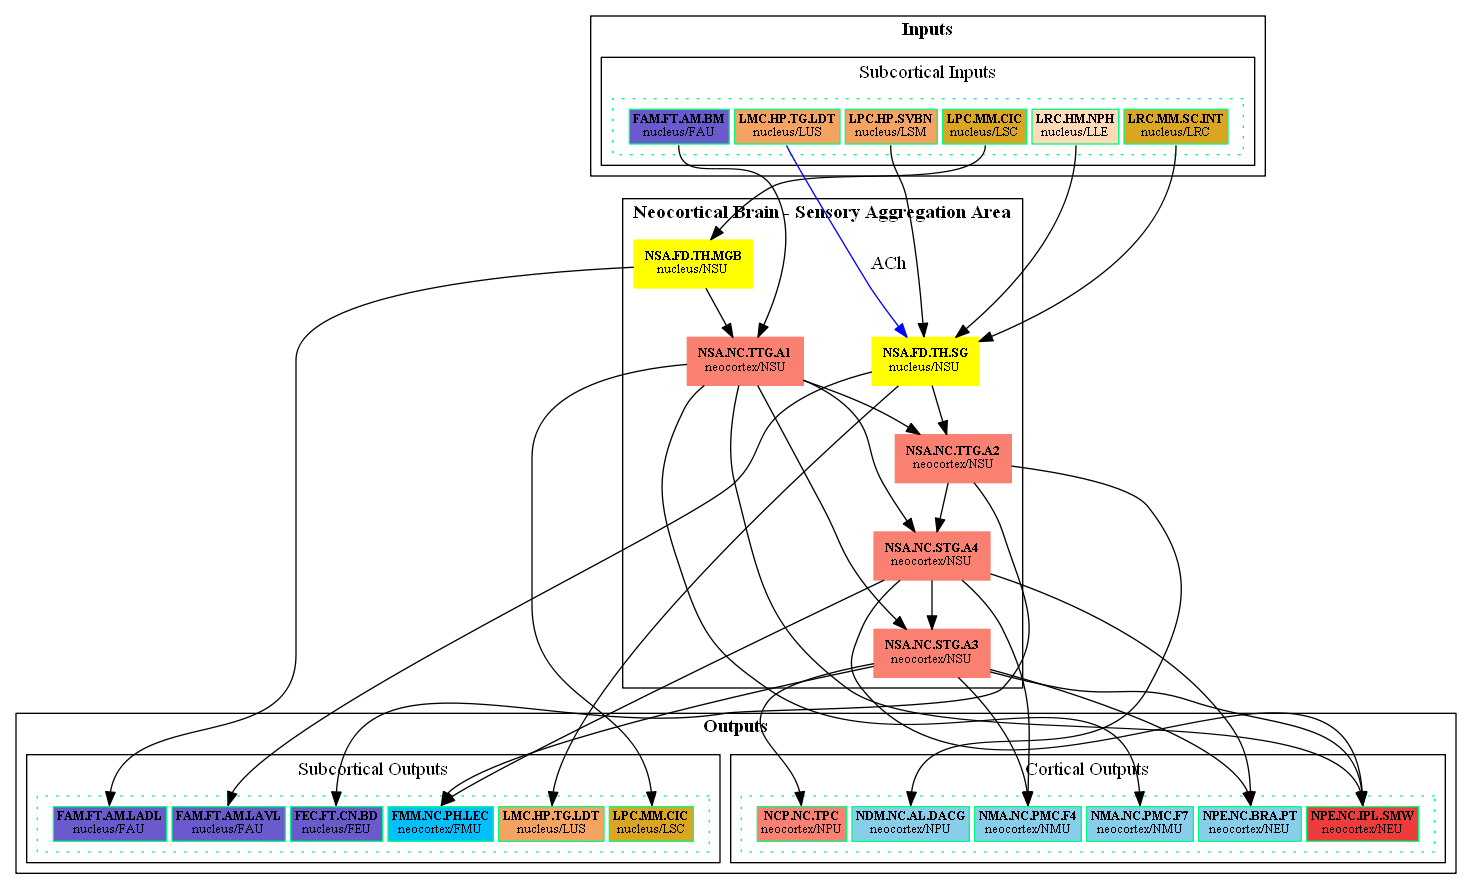 Inputs
Subcortical Inputs
FAM.FT.AM.BM
nucleus/FAU
LMC.HP.TG.LDT
nucleus/LUS
LPC.HP.SVBN
nucleus/LSM
LPC.MM.CIC
nucleus/LSC
LRC.HM.NPH
nucleus/LLE
LRC.MM.SC.INT
nucleus/LRC
Neocortical Brain - Sensory Aggregation Area
NSA.FD.TH.MGB
nucleus/NSU
ACh
NSA.NC.TTG.A1
neocortex/NSU
NSA.FD.TH.SG
nucleus/NSU
NSA.NC.TTG.A2
neocortex/NSU
NSA.NC.STG.A4
neocortex/NSU
NSA.NC.STG.A3
neocortex/NSU
Outputs
Subcortical Outputs
FAM.FT.AM.LADL
nucleus/FAU
FAM.FT.AM.LAVL
nucleus/FAU
FEC.FT.CN.BD
nucleus/FEU
FMM.NC.PH.LEC
neocortex/FMU
LMC.HP.TG.LDT
nucleus/LUS
LPC.MM.CIC
nucleus/LSC
Cortical Outputs
NCP.NC.TPC
neocortex/NPU
NDM.NC.AL.DACG
neocortex/NPU
NMA.NC.PMC.F4
neocortex/NMU
NMA.NC.PMC.F7
neocortex/NMU
NPE.NC.BRA.PT
neocortex/NEU
NPE.NC.IPL.SMW
neocortex/NEU